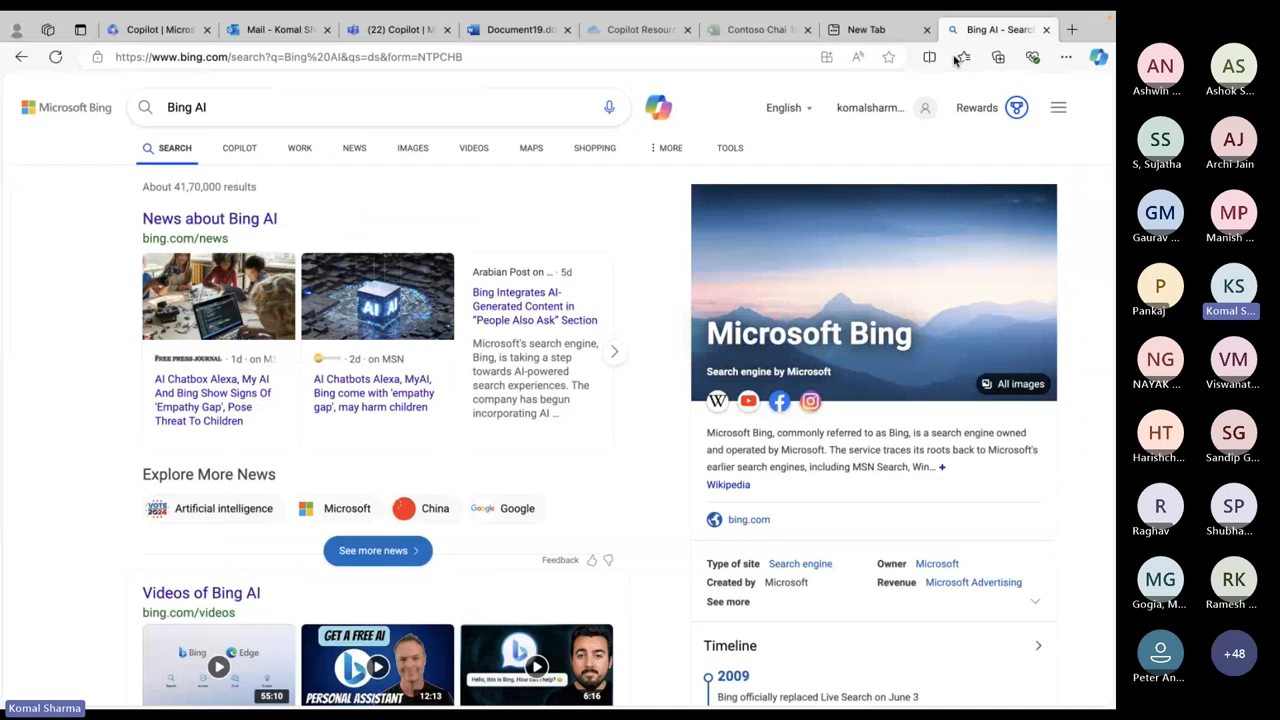 Copilot | Micros
Mail - Komal Sh
(22) Copilot | M
Document19.do
Copilot Resourc
Contoso Chai T
New Tab
Bing AI - Search
https://www.bing.com/search?q=Bing%20AI&qs=ds&form=NTPCHB
Microsoft Bing
Bing AI
English
komalsharm...
Rewards
SEARCH
COPILOT
WORK
NEWS
IMAGES
VIDEOS
MAPS
SHOPPING
MORE
TOOLS
About 41,70,000 results
News about Bing AI
bing.com/news
FREE PRESS JOURNAL · 1d · on MS
AI Chatbox Alexa, My AI
And Bing Show Signs Of
'Empathy Gap', Pose
Threat To Children
· 2d · on MSN
AI Chatbots Alexa, MyAI,
Bing come with 'empathy
gap', may harm children
Arabian Post on ... · 5d
Bing Integrates AI-
Generated Content in
“People Also Ask” Section
Microsoft's search engine,
Bing, is taking a step
towards AI-powered
search experiences. The
company has begun
incorporating AI ...
Explore More News
Artificial intelligence
Microsoft
China
Google
Google
See more news
Feedback
Videos of Bing AI
bing.com/videos
Bing
Edge
55:10
GET A FREE AI
PERSONAL ASSISTANT
12:13
6:16
Microsoft Bing
Search engine by Microsoft
All images
Microsoft Bing, commonly referred to as Bing, is a search engine owned
and operated by Microsoft. The service traces its roots back to Microsoft's
earlier search engines, including MSN Search, Win... +
Wikipedia
bing.com
Type of site Search engine
Owner Microsoft
Created by Microsoft
Revenue Microsoft Advertising
See more
Timeline
2009
Bing officially replaced Live Search on June 3
AN
Ashwin ...
AS
Ashok S...
SS
S, Sujatha
AJ
Archi Jain
GM
Gaurav ...
MP
Manish ...
P
Pankaj
KS
Komal S...
NG
NAYAK ...
VM
Viswanat...
HT
Harishch...
SG
Sandip G...
R
Raghav
SP
Shubha...
MG
Gogia, M...
RK
Ramesh ...
Peter An...
+48
Komal Sharma